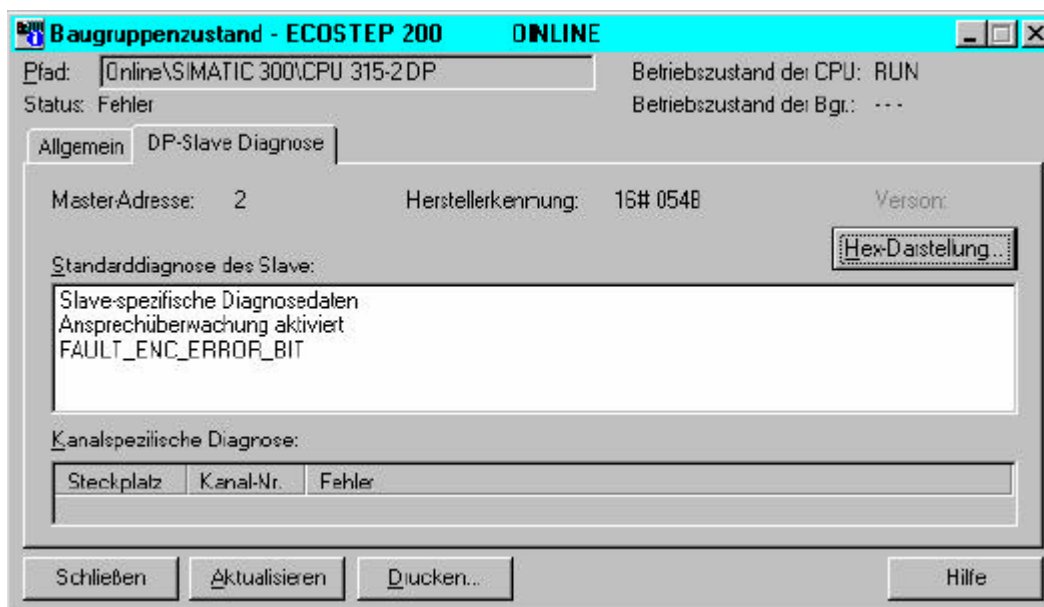 Baugruppenzustand - ECOSTEP 200 ONLINE
Pfad: Online\SIMATIC 300\CPU 315-2 DP Betriebszustand der CPU: RUN
Status: Fehler Betriebszustand der Bgr.: ---
Allgemein DP-Slave Diagnose
Master-Adresse: 2 Herstellerkennung: 16# 054B Version:
Hex-Darstellung...
Standarddiagnose des Slave:
Slave-spezifische Diagnosedaten
Ansprechüberwachung aktiviert
FAULT_ENC_ERROR_BIT
Kanalspezifische Diagnose:
Steckplatz Kanal-Nr. Fehler
Schließen Aktualisieren Drucken... Hilfe